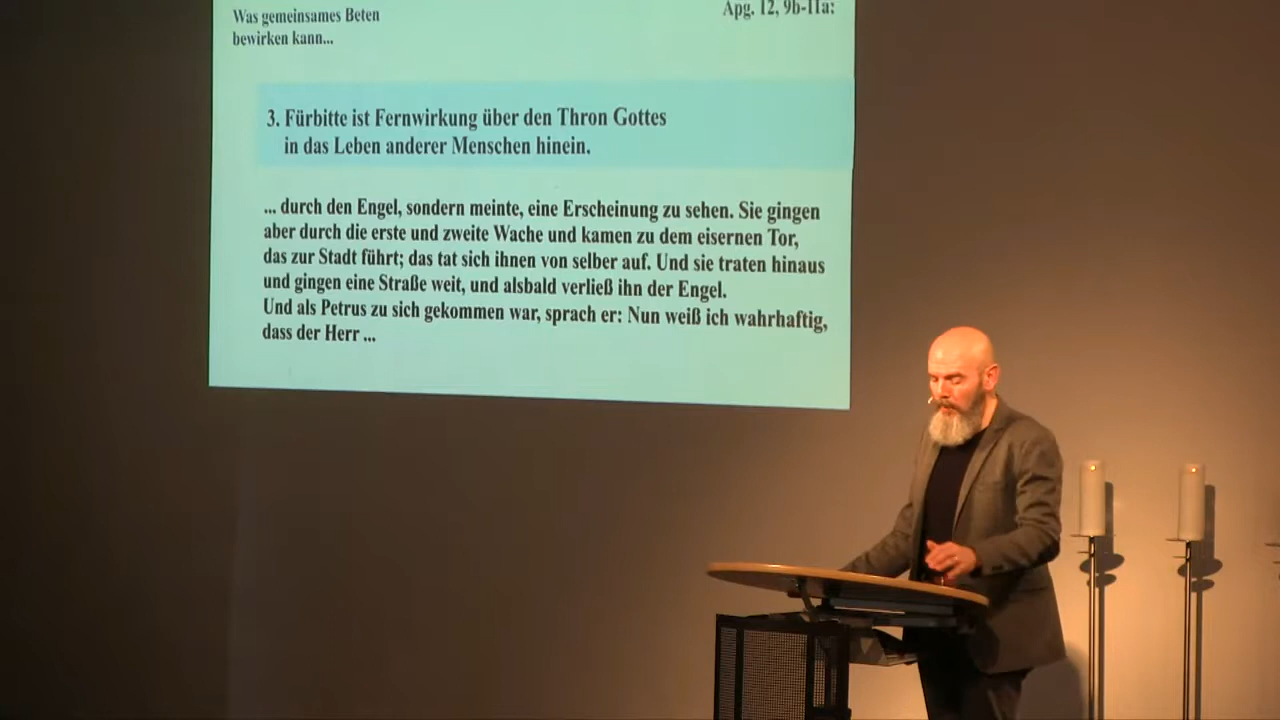 Was gemeinsames Beten
bewirken kann...
Apg. 12, 9b-11a:
3. Fürbitte ist Fernwirkung über den Thron Gottes
in das Leben anderer Menschen hinein.
... durch den Engel, sondern meinte, eine Erscheinung zu sehen. Sie gingen
aber durch die erste und zweite Wache und kamen zu dem eisernen Tor,
das zur Stadt führt; das tat sich ihnen von selber auf. Und sie traten hinaus
und gingen eine Straße weit, und alsbald verließ ihn der Engel.
Und als Petrus zu sich gekommen war, sprach er: Nun weiß ich wahrhaftig,
dass der Herr ...